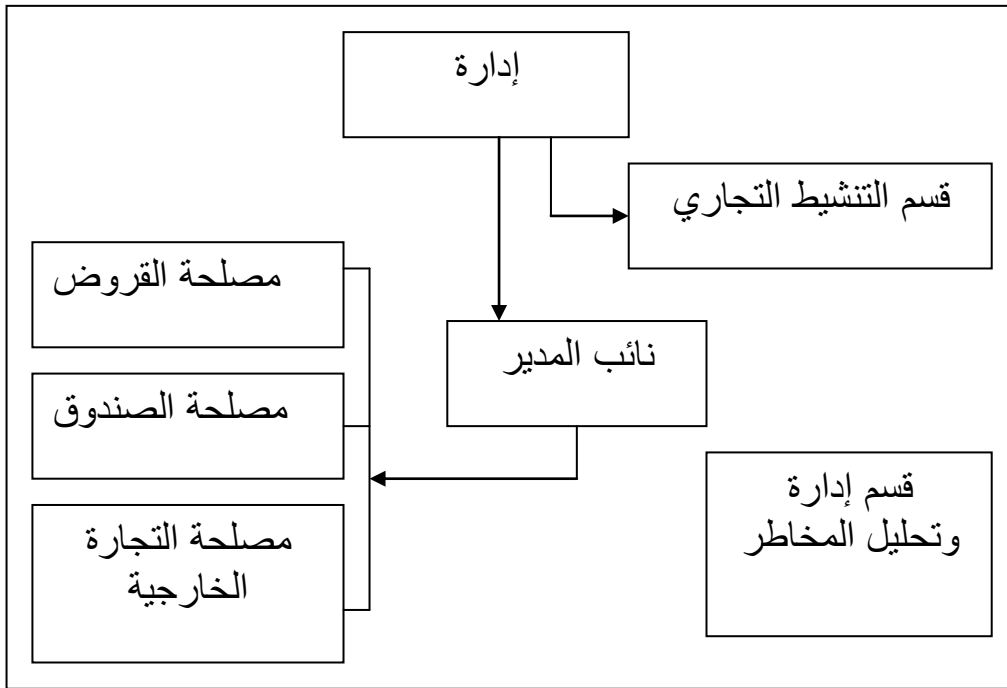 إدارة
قسم التنشيط التجاري
مصلحة القروض
نائب المدير
مصلحة الصندوق
قسم إدارة
وتحليل المخاطر
مصلحة التجارة
الخارجية